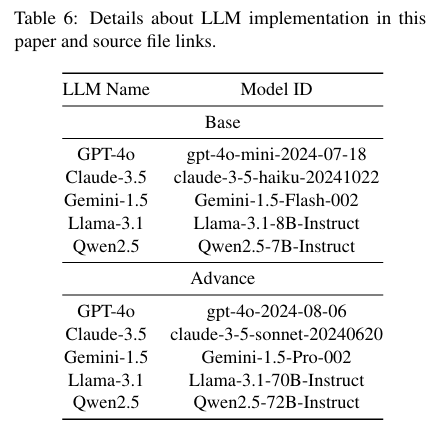 Table 6: Details about LLM implementation in this
paper and source file links.
LLM Name Model ID
Base
GPT-4o gpt-4o-mini-2024-07-18
Claude-3.5 claude-3-5-haiku-20241022
Gemini-1.5 Gemini-1.5-Flash-002
Llama-3.1 Llama-3.1-8B-Instruct
Qwen2.5 Qwen2.5-7B-Instruct
Advance
GPT-4o gpt-4o-2024-08-06
Claude-3.5 claude-3-5-sonnet-20240620
Gemini-1.5 Gemini-1.5-Pro-002
Llama-3.1 Llama-3.1-70B-Instruct
Qwen2.5 Qwen2.5-72B-Instruct